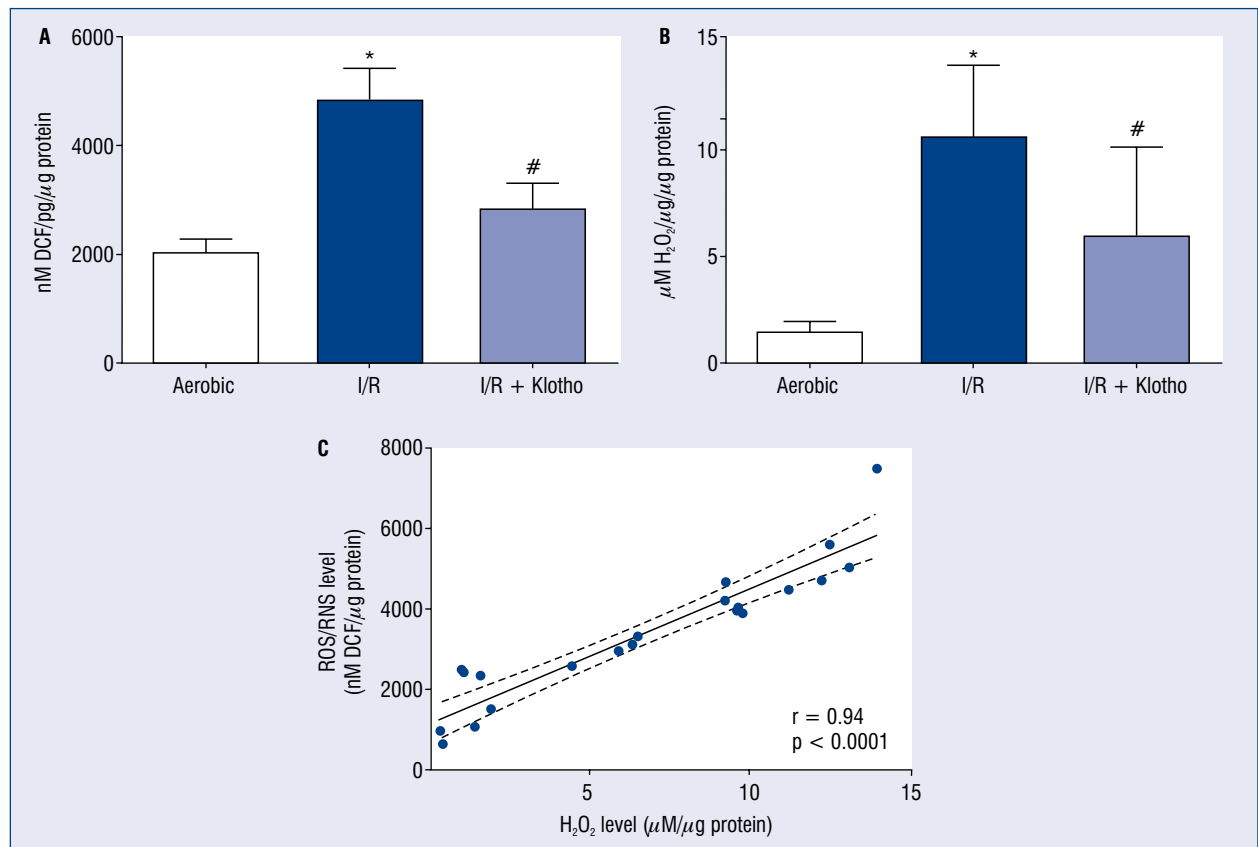 A
6000
4000
2000
0
nM DCF/pg/μg protein
*
#
Aerobic
I/R
I/R + Klotho
B
15
10
5
0
μM H₂O₂/μg/μg protein)
*
#
Aerobic
I/R
I/R + Klotho
C
8000
6000
4000
2000
0
ROS/RNS level
(nM DCF/μg protein)
r = 0.94
p < 0.0001
5
10
15
H₂O₂ level (μM/μg protein)